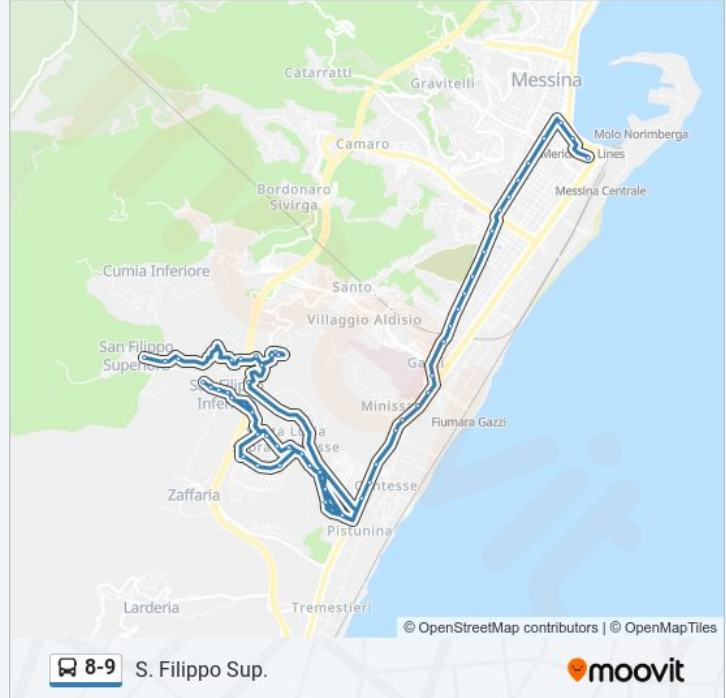 Messina
Catarratti
Gravitelli
Camaro
Molo Norimberga
Lines
Messina Centrale
Bordonaro
Sivirga
Cumia Inferiore
Santo
Villaggio Aldisio
San Filippo
Minissa
Fiumara Gazzi
Contesse
Zaffaria
Pistunina
Larderia
Tremestieri
© OpenStreetMap contributors | © OpenMapTiles
8-9 S. Filippo Sup.
moovit